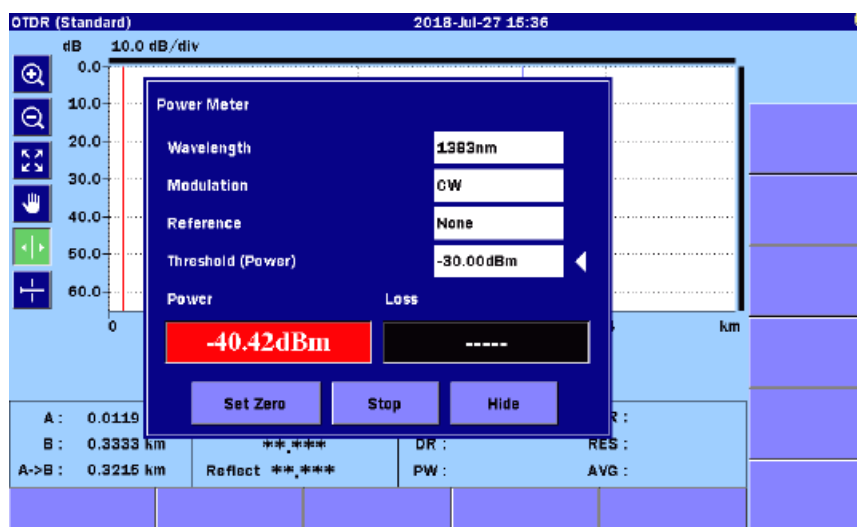 OTDR (Standard) 2018-Jul-27 15:36
dB 10.0 dB/div
0.0
10.0
20.0
30.0
40.0
50.0
60.0
0 km
Power Meter
Wavelength 1383nm
Modulation CW
Reference None
Threshold (Power) -30.00dBm
Power Loss
-40.42dBm -----
Set Zero Stop Hide
A : 0.0119
B : 0.3333 km **.*** DR : RES :
A->B : 0.3215 km Reflect **.*** PW : AVG :